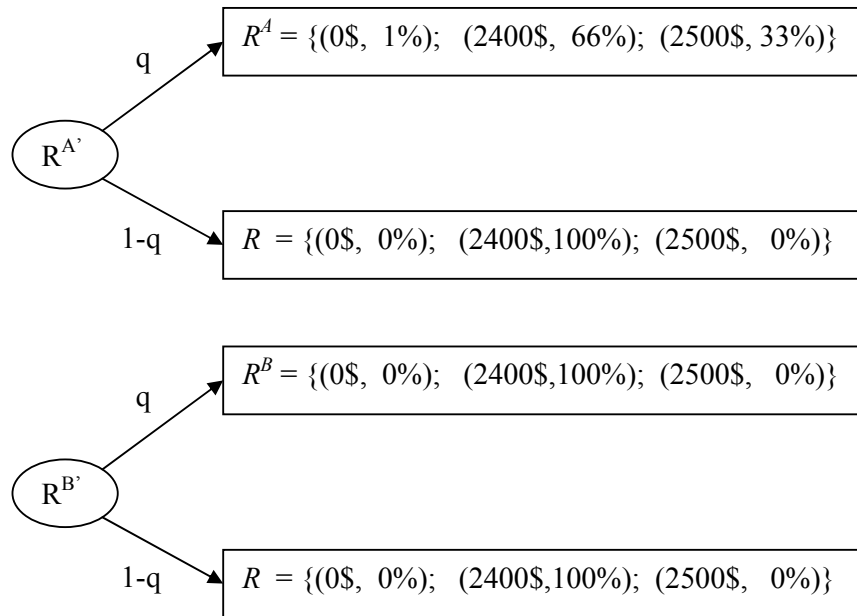 R^A = {(0$, 1%); (2400$, 66%); (2500$, 33%)}
q
R^A’
1-q
R = {(0$, 0%); (2400$,100%); (2500$, 0%)}
R^B = {(0$, 0%); (2400$,100%); (2500$, 0%)}
q
R^B’
1-q
R = {(0$, 0%); (2400$,100%); (2500$, 0%)}